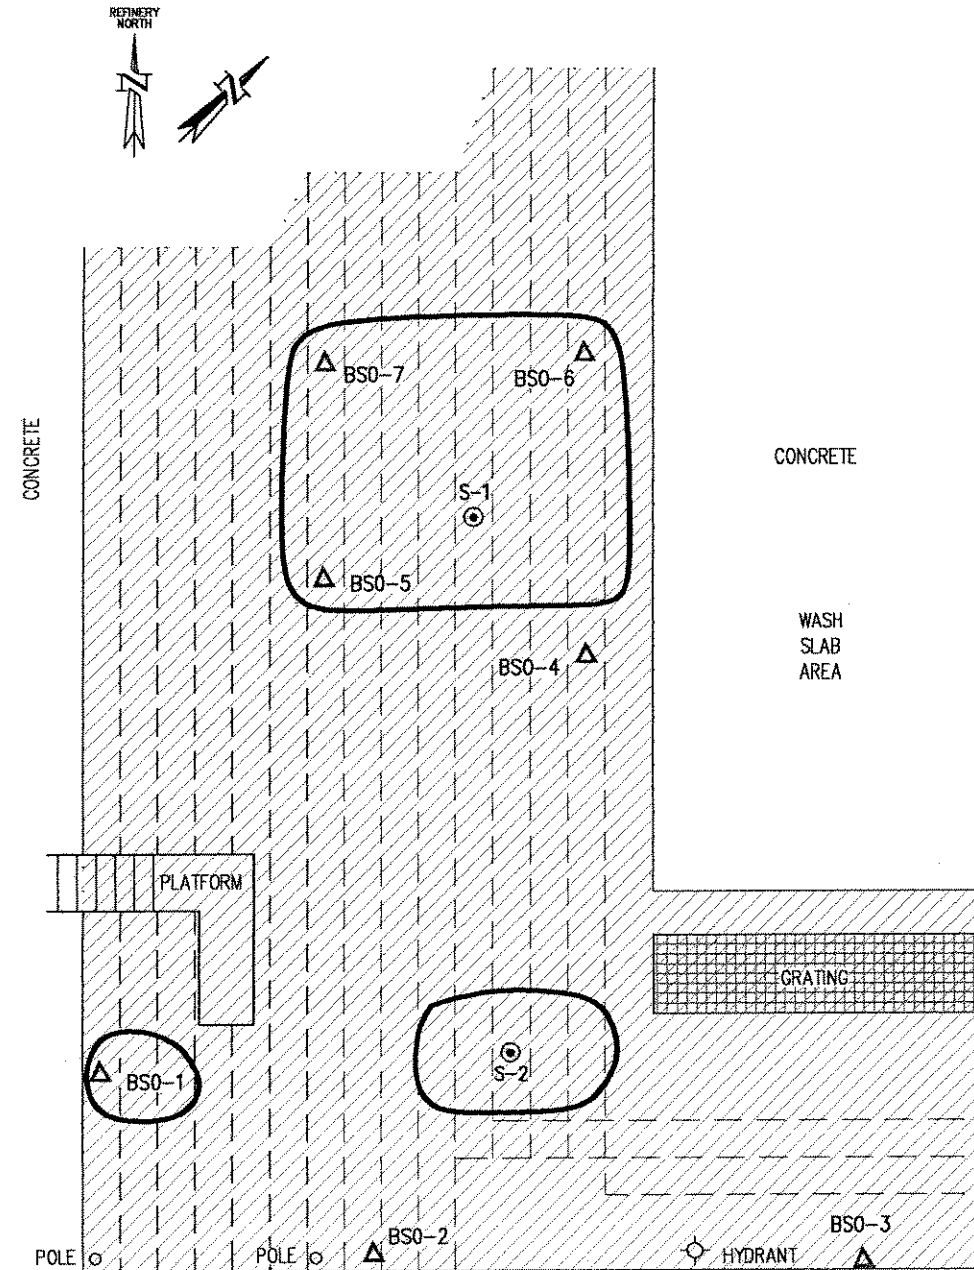 REFINERY
NORTH
N
N
BSO-7
BSO-6
CONCRETE
CONCRETE
S-1
BSO-5
WASH
SLAB
AREA
BSO-4
PLATFORM
GRATING
S-2
BSO-1
BSO-3
BSO-2
POLE
POLE
HYDRANT